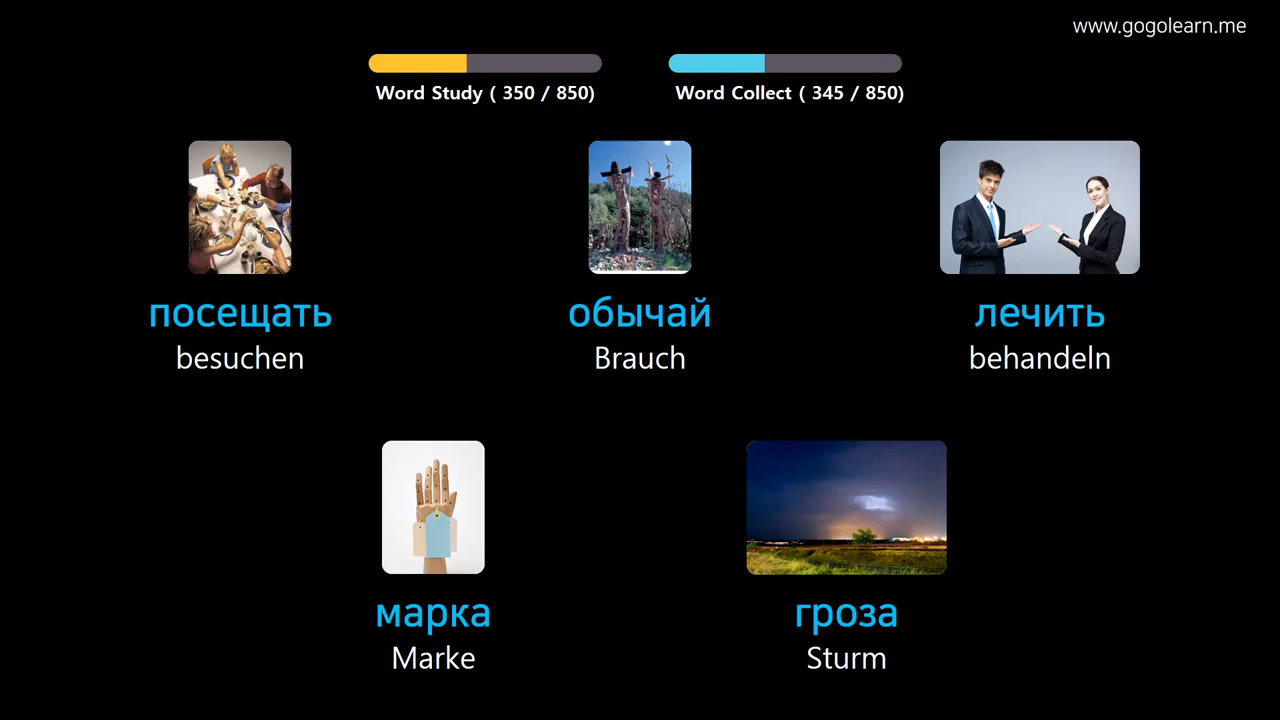 www.gogolearn.me
Word Study ( 350 / 850)
Word Collect ( 345 / 850)
посещать
besuchen
обычай
Brauch
лечить
behandeln
марка
Marke
гроза
Sturm